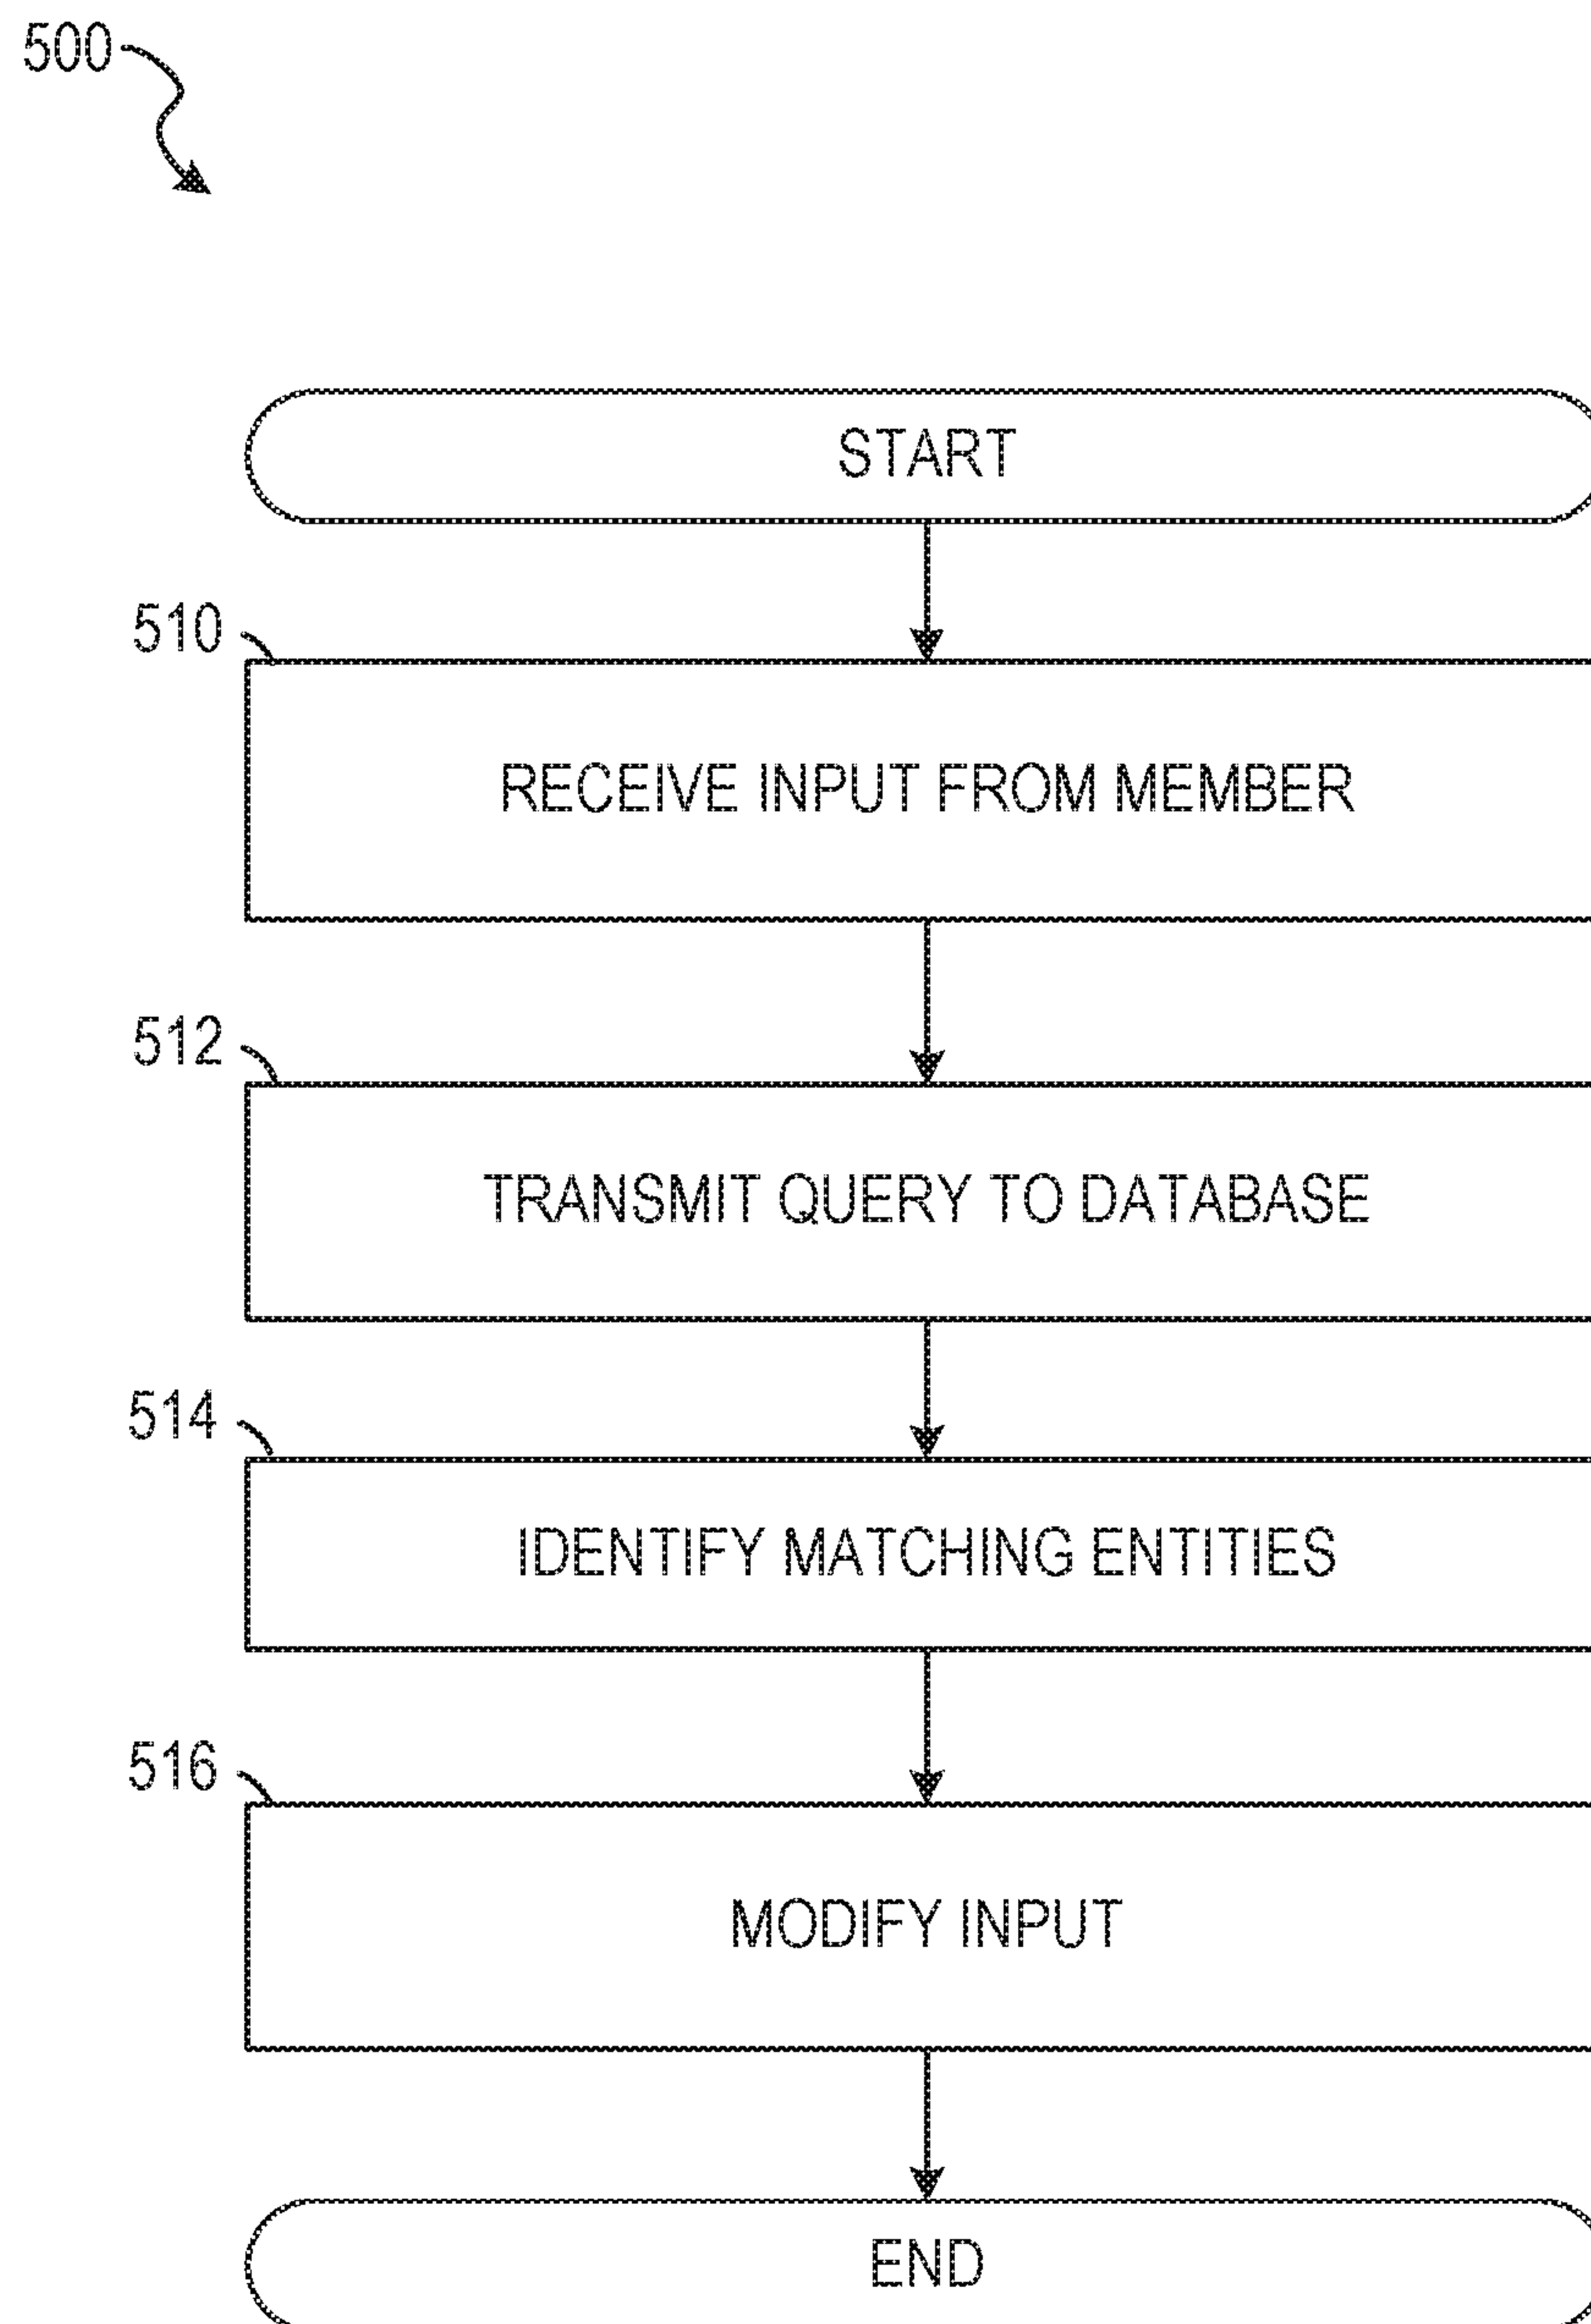 500
START
510
RECEIVE INPUT FROM MEMBER
512
TRANSMIT QUERY TO DATABASE
514
IDENTIFY MATCHING ENTITIES
516
MODIFY INPUT
END